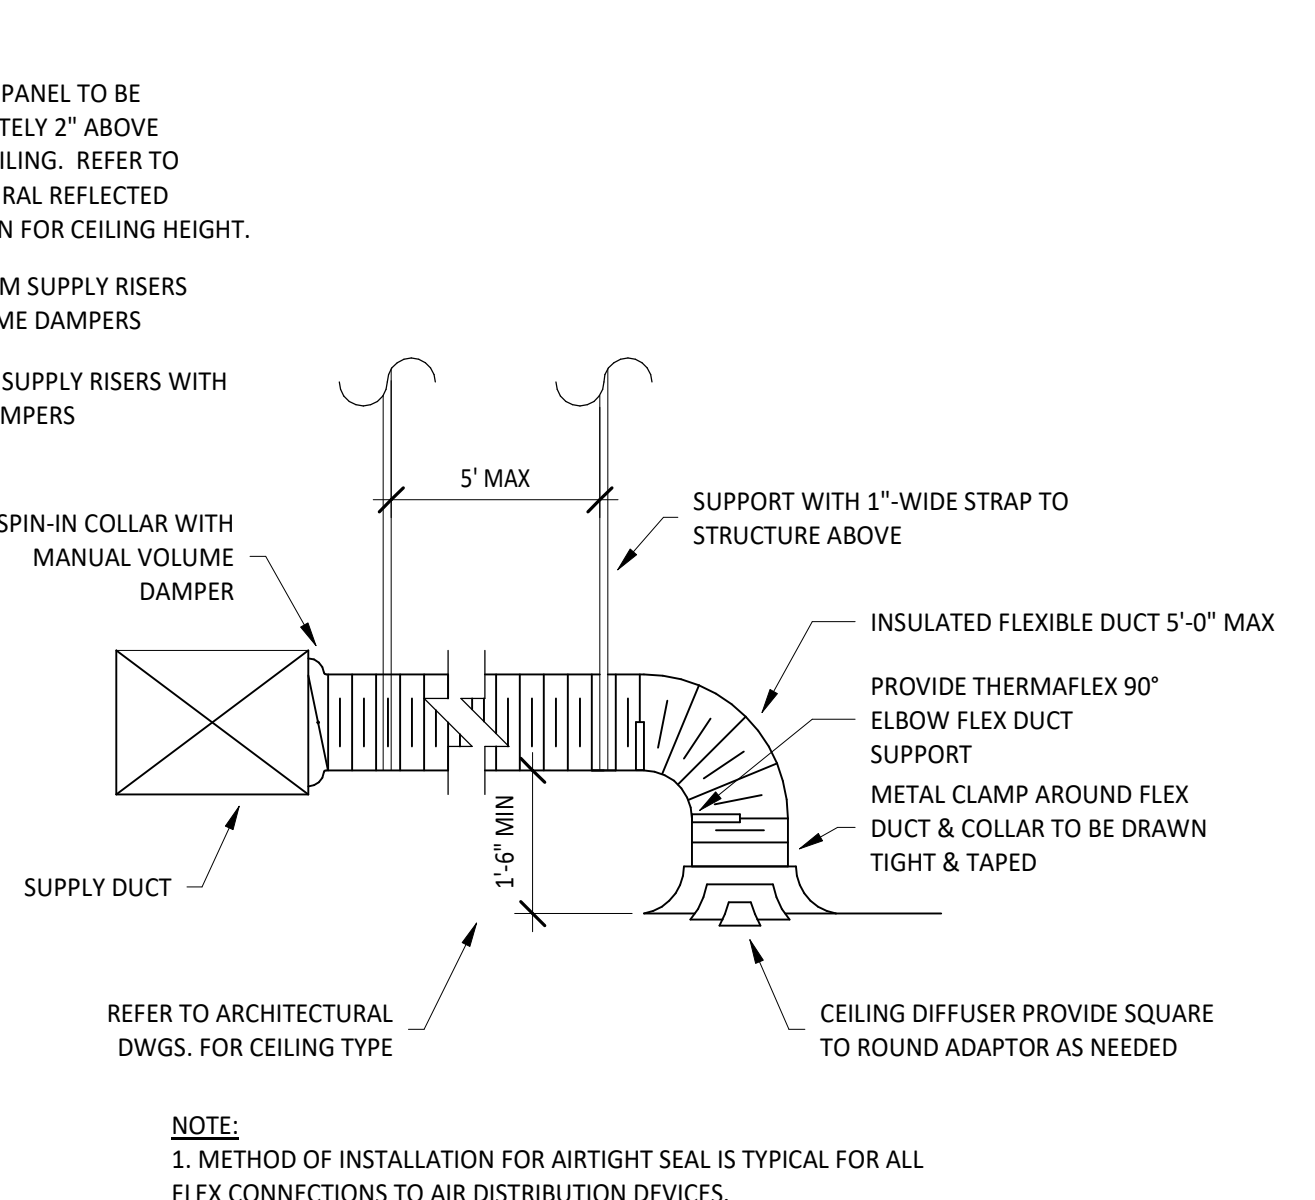 PANEL TO BE
TELY 2" ABOVE
ILING. REFER TO
RAL REFLECTED
N FOR CEILING HEIGHT.
M SUPPLY RISERS
ME DAMPERS
SUPPLY RISERS WITH
MPERS
5' MAX
SUPPORT WITH 1"-WIDE STRAP TO
STRUCTURE ABOVE
SPIN-IN COLLAR WITH
MANUAL VOLUME
DAMPER
INSULATED FLEXIBLE DUCT 5'-0" MAX
PROVIDE THERMAFLEX 90°
ELBOW FLEX DUCT
SUPPORT
METAL CLAMP AROUND FLEX
DUCT & COLLAR TO BE DRAWN
TIGHT & TAPED
1'-6" MIN
SUPPLY DUCT
REFER TO ARCHITECTURAL
DWGS. FOR CEILING TYPE
CEILING DIFFUSER PROVIDE SQUARE
TO ROUND ADAPTOR AS NEEDED
NOTE:
1. METHOD OF INSTALLATION FOR AIRTIGHT SEAL IS TYPICAL FOR ALL
FLEX CONNECTIONS TO AIR DISTRIBUTION DEVICES.